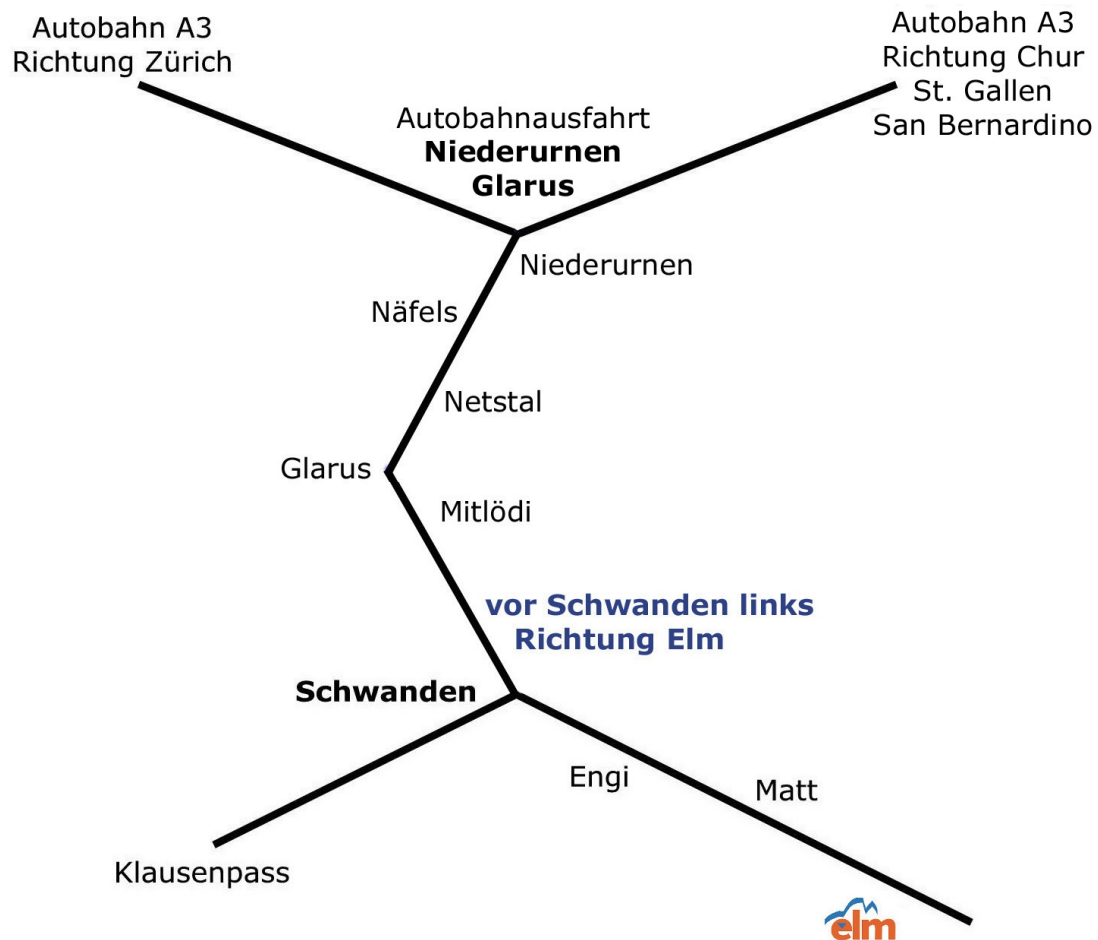 Autobahn A3
Richtung Zürich
Autobahn A3
Richtung Chur
St. Gallen
San Bernardino
Autobahnausfahrt
Niederurnen
Glarus
Niederurnen
Näfels
Netstal
Glarus
Mitlödi
vor Schwanden links
Richtung Elm
Schwanden
Engi
Matt
Klausenpass
elm